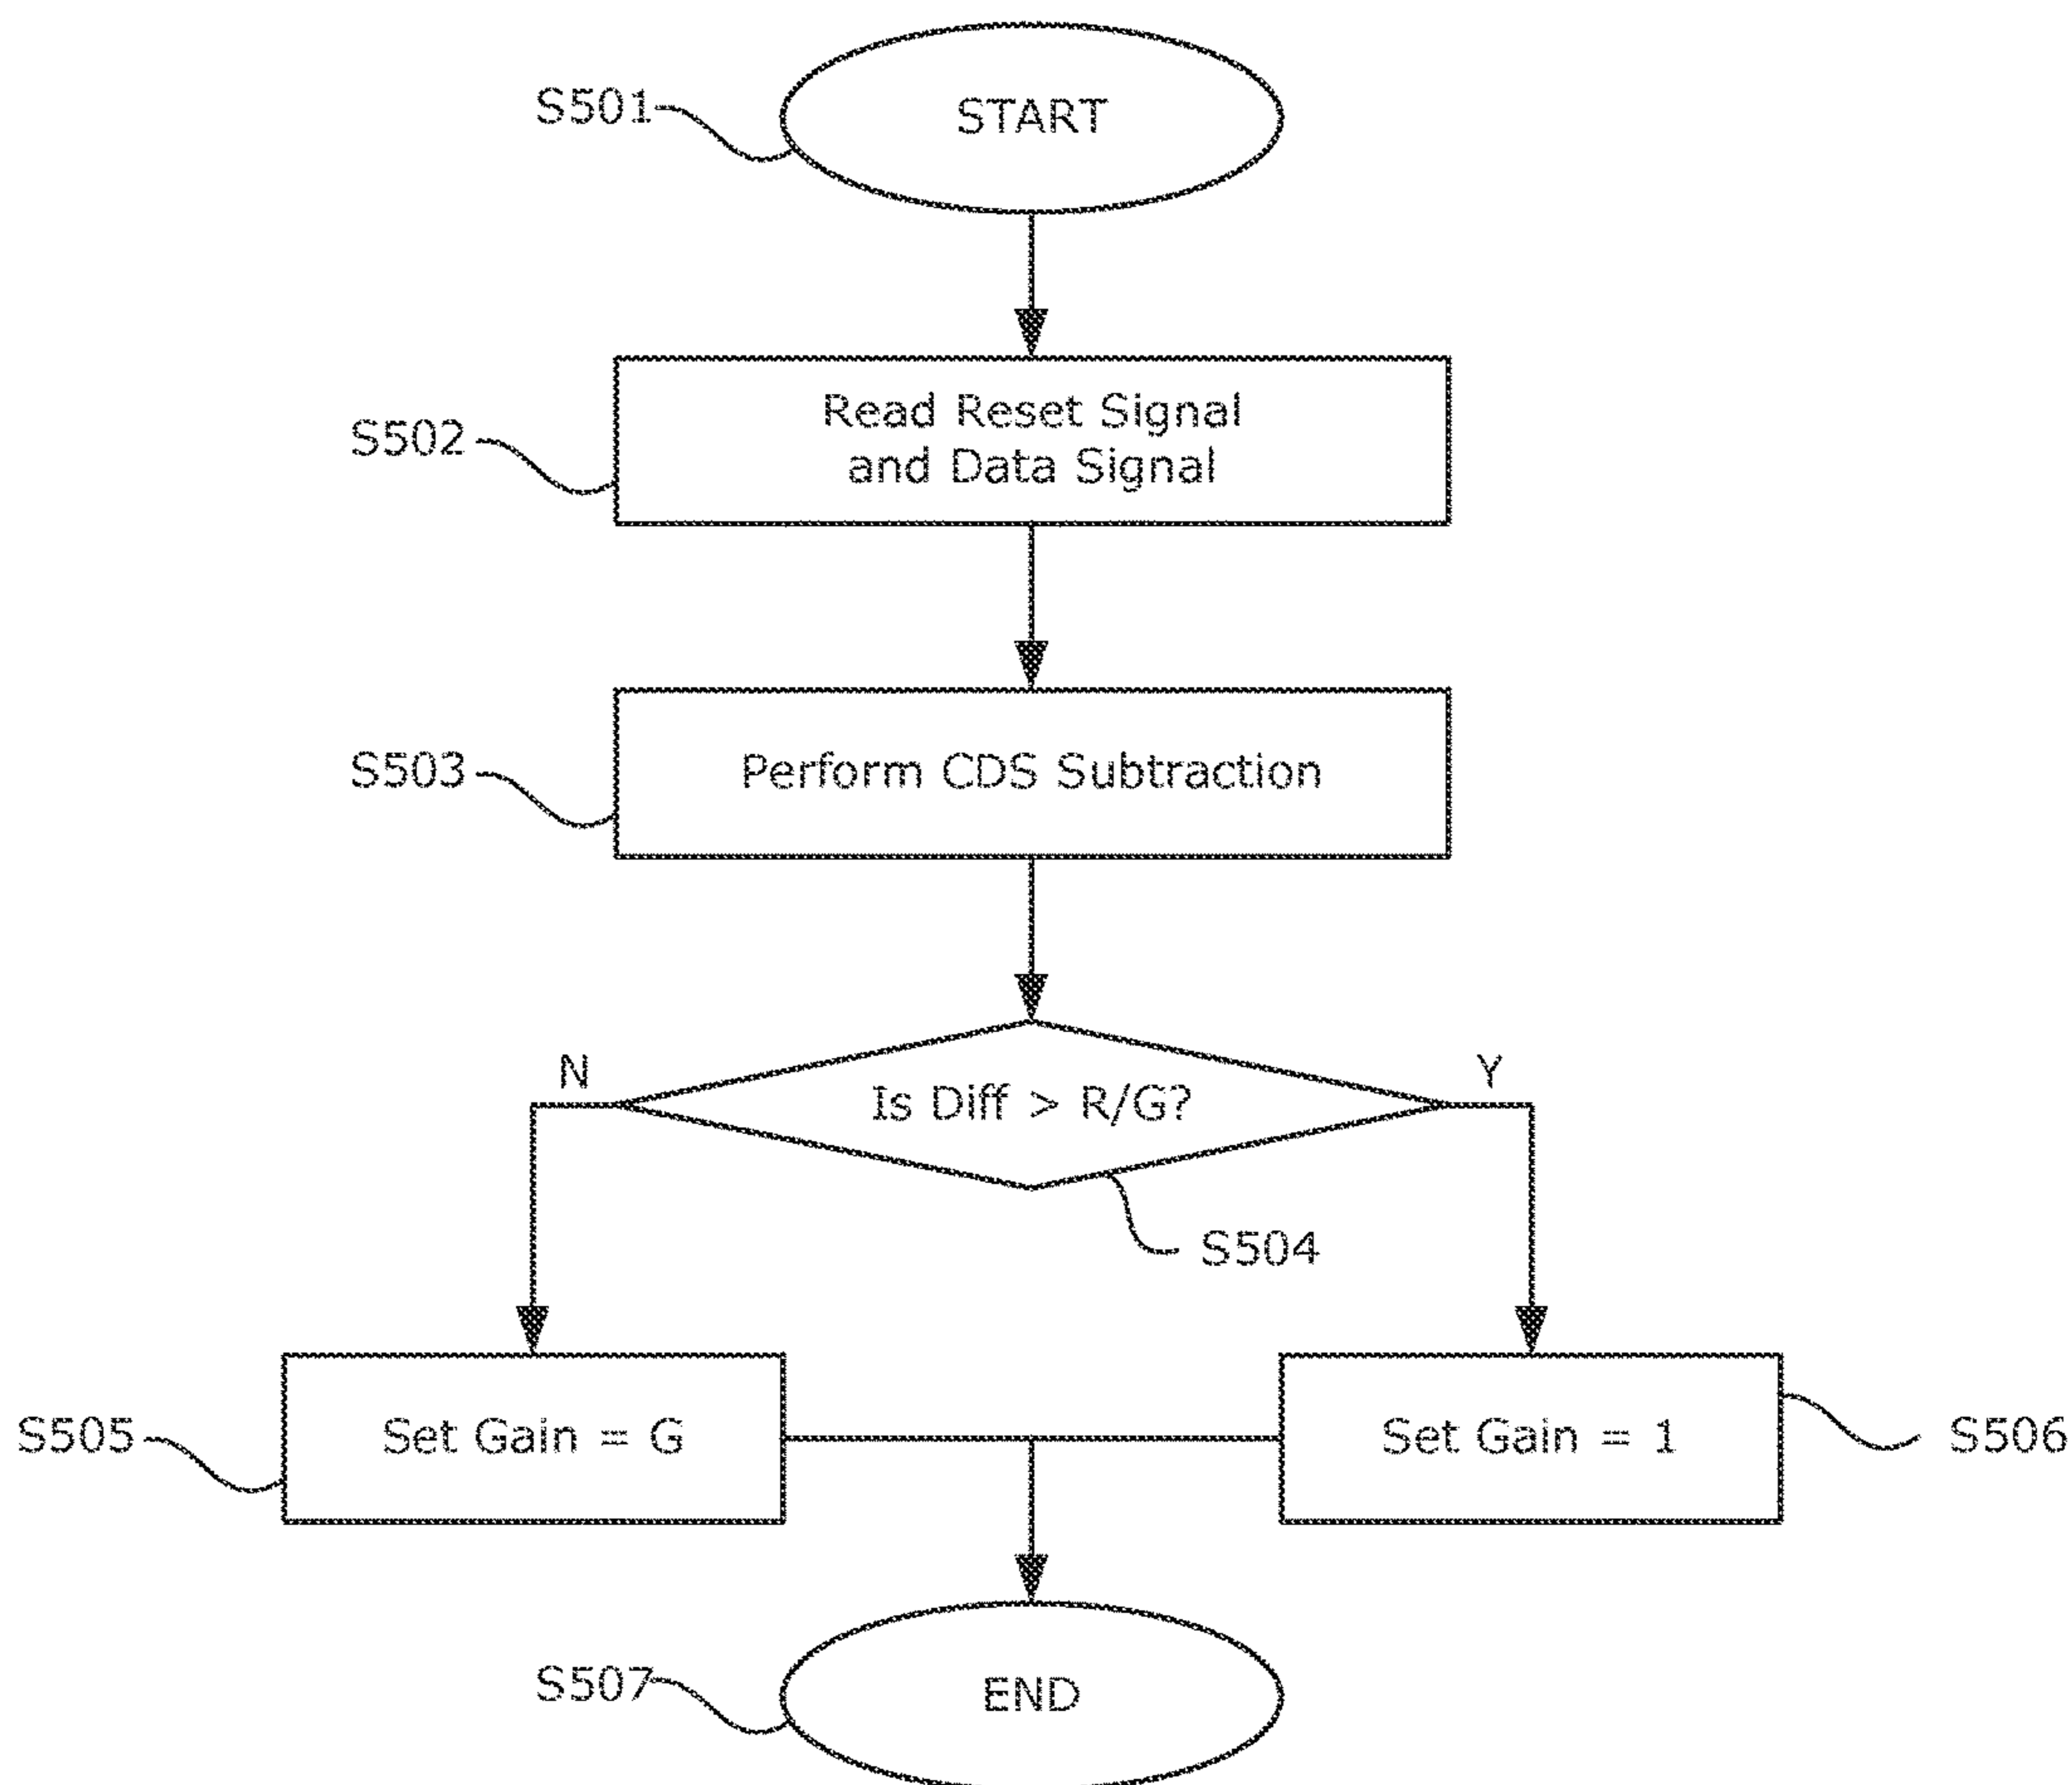 S501
START
S502
Read Reset Signal
and Data Signal
S503
Perform CDS Subtraction
N
Is Diff > R/G?
Y
S504
S505
Set Gain = G
Set Gain = 1
S506
S507
END